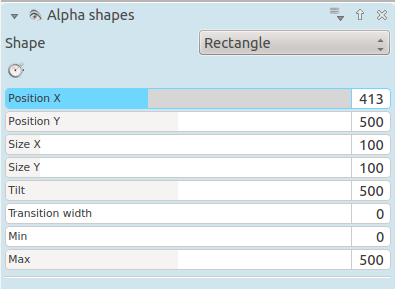 Alpha shapes
Shape Rectangle
Position X 413
Position Y 500
Size X 100
Size Y 100
Tilt 500
Transition width 0
Min 0
Max 500